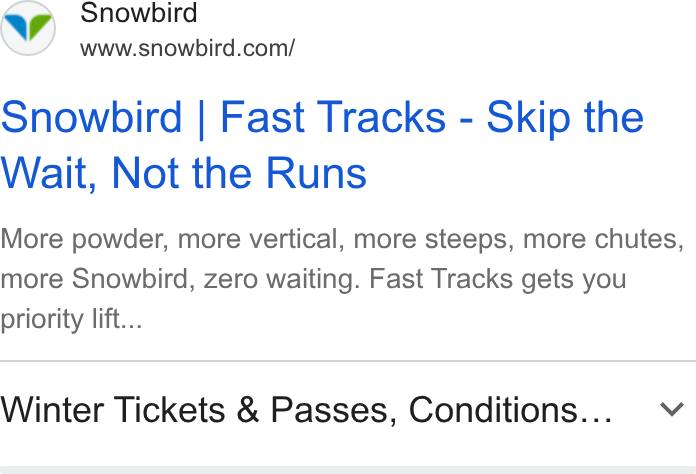 Snowbird
www.snowbird.com/
Snowbird | Fast Tracks - Skip the
Wait, Not the Runs
More powder, more vertical, more steeps, more chutes,
more Snowbird, zero waiting. Fast Tracks gets you
priority lift...
Winter Tickets & Passes, Conditions…